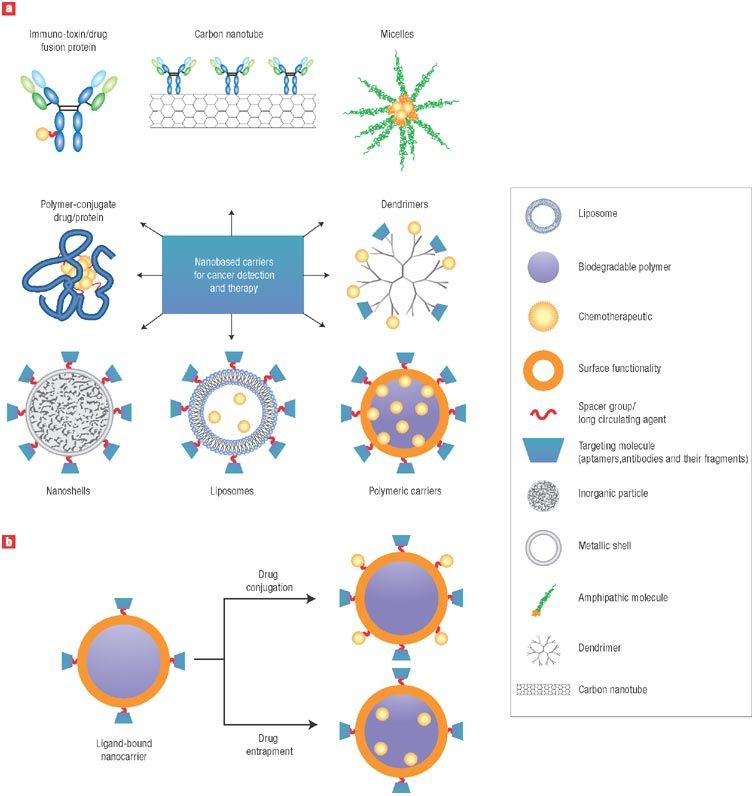 a
Immuno-toxin/drug
fusion protein
Carbon nanotube
Micelles
Polymer-conjugate
drug/protein
Dendrimers
Nanobased carriers
for cancer detection
and therapy
Nanoshells
Liposomes
Polymeric carriers
Liposome
Biodegradable polymer
Chemotherapeutic
Surface functionality
Spacer group/
long circulating agent
Targeting molecule
(aptamers,antibodies and their fragments)
Inorganic particle
Metallic shell
Amphipathic molecule
Dendrimer
Carbon nanotube
b
Ligand-bound
nanocarrier
Drug
conjugation
Drug
entrapment